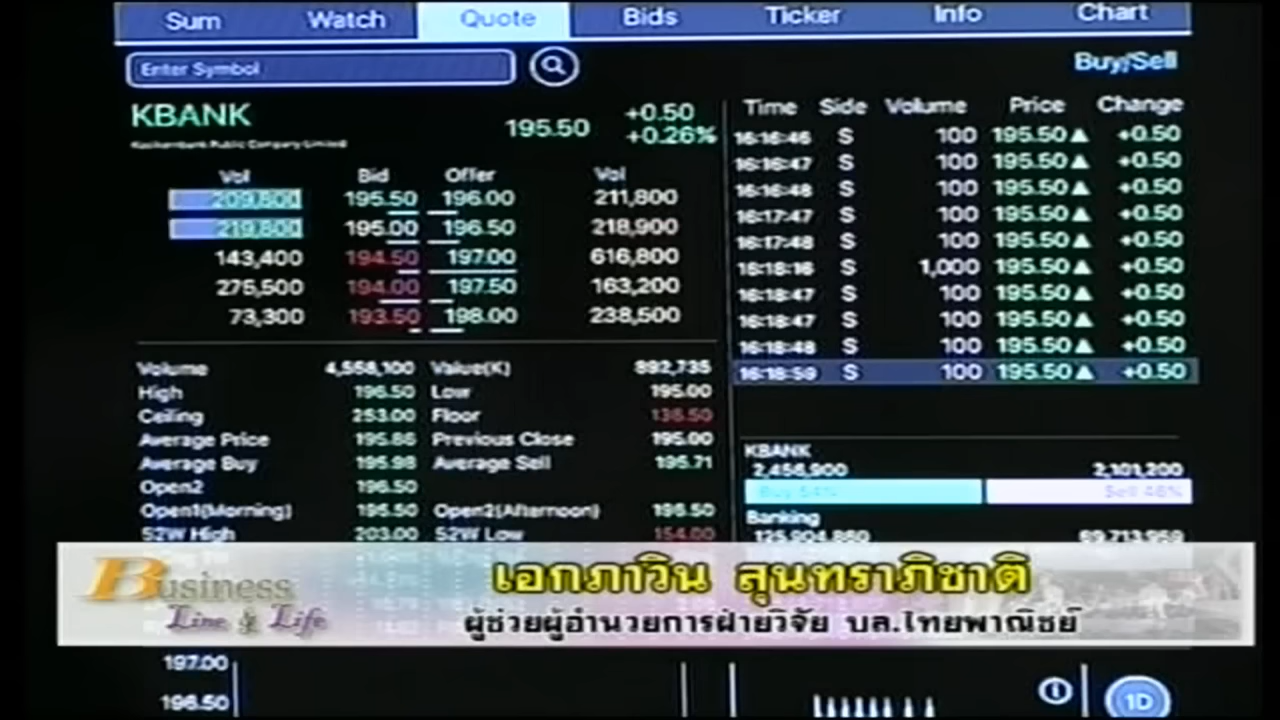 Sum Watch Quote Bids Ticker Info Chart
Enter Symbol
Buy/Sell
KBANK 195.50 +0.50
+0.26%
Kasikornbank Public Company Limited
Vol Bid Offer Vol
209,800 195.50 196.00 211,800
219,800 195.00 196.50 218,900
143,400 194.50 197.00 616,800
275,500 194.00 197.50 163,200
73,300 193.50 198.00 238,500
Time Side Volume Price Change
16:16:46 S 100 195.50▲ +0.50
16:16:47 S 100 195.50▲ +0.50
16:16:48 S 100 195.50▲ +0.50
16:17:47 S 100 195.50▲ +0.50
16:17:48 S 100 195.50▲ +0.50
16:18:16 S 1,000 195.50▲ +0.50
16:18:47 S 100 195.50▲ +0.50
16:18:47 S 100 195.50▲ +0.50
16:18:48 S 100 195.50▲ +0.50
16:18:59 S 100 195.50▲ +0.50
Volume 4,558,100 Value(K) 892,735
High 196.50 Low 195.00
Ceiling 253.00 Floor 136.50
Average Price 195.86 Previous Close 195.00
Average Buy 195.98 Average Sell 195.71
Open2 196.50
Open1(Morning) 195.50 Open2(Afternoon) 196.50
52W High 203.00 52W Low 154.00
KBANK
2,456,900 2,101,200
Buy 54% Sell 46%
Banking
125,904,860 69,713,959
Business
Line & Life
เอกภาวิน สุนทราภิชาติ
ผู้ช่วยผู้อำนวยการฝ่ายวิจัย บล.ไทยพาณิชย์
197.00
196.50
1D